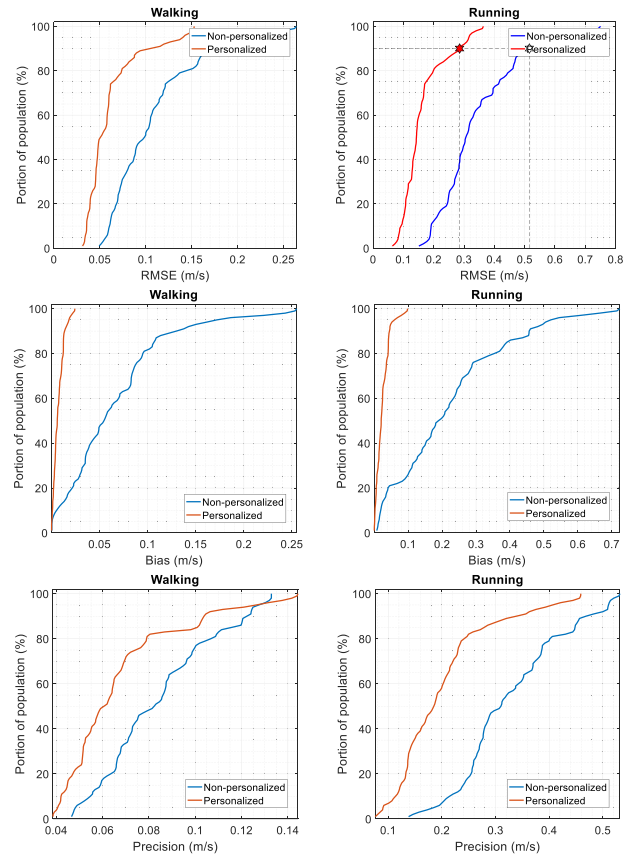 Walking
100
80
60
40
20
0
Portion of population (%)
Non-personalized
Personalized
0 0.05 0.1 0.15 0.2 0.25
RMSE (m/s)
Running
100
80
60
40
20
0
Portion of population (%)
Non-personalized
Personalized
0 0.1 0.2 0.3 0.4 0.5 0.6 0.7 0.8
RMSE (m/s)
Walking
100
80
60
40
20
0
Portion of population (%)
Non-personalized
Personalized
0.05 0.1 0.15 0.2 0.25
Bias (m/s)
Running
100
80
60
40
20
0
Portion of population (%)
Non-personalized
Personalized
0.1 0.2 0.3 0.4 0.5 0.6 0.7
Bias (m/s)
Walking
100
80
60
40
20
0
Portion of population (%)
Non-personalized
Personalized
0.04 0.06 0.08 0.1 0.12 0.14
Precision (m/s)
Running
100
80
60
40
20
0
Portion of population (%)
Non-personalized
Personalized
0.1 0.2 0.3 0.4 0.5
Precision (m/s)